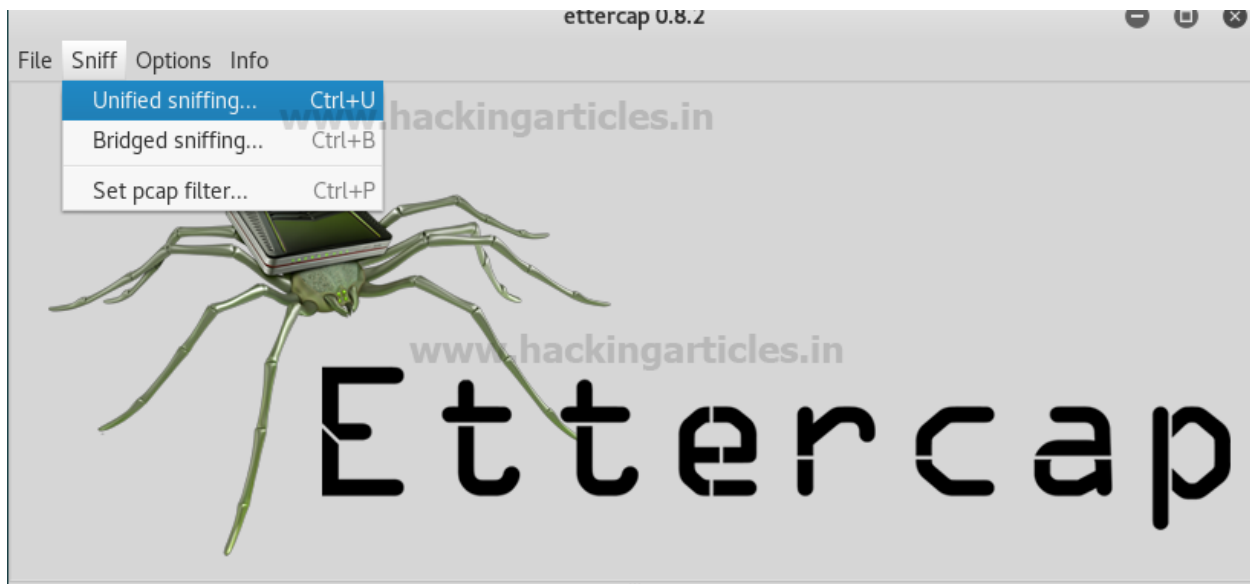 ettercap 0.8.2
File Sniff Options Info
Unified sniffing... Ctrl+U
www.hackingarticles.in
Bridged sniffing... Ctrl+B
Set pcap filter... Ctrl+P
www.hackingarticles.in
Ettercap